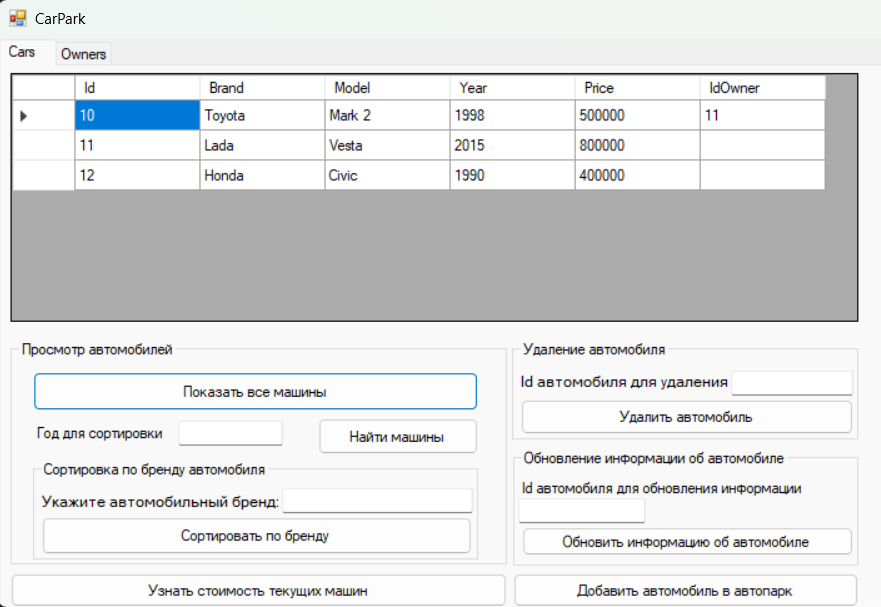 CarPark
Cars Owners
Id Brand Model Year Price IdOwner
10 Toyota Mark 2 1998 500000 11
11 Lada Vesta 2015 800000
12 Honda Civic 1990 400000
Просмотр автомобилей
Показать все машины
Год для сортировки
Найти машины
Сортировка по бренду автомобиля
Укажите автомобильный бренд:
Сортировать по бренду
Узнать стоимость текущих машин
Удаление автомобиля
Id автомобиля для удаления
Удалить автомобиль
Обновление информации об автомобиле
Id автомобиля для обновления информации
Обновить информацию об автомобиле
Добавить автомобиль в автопарк